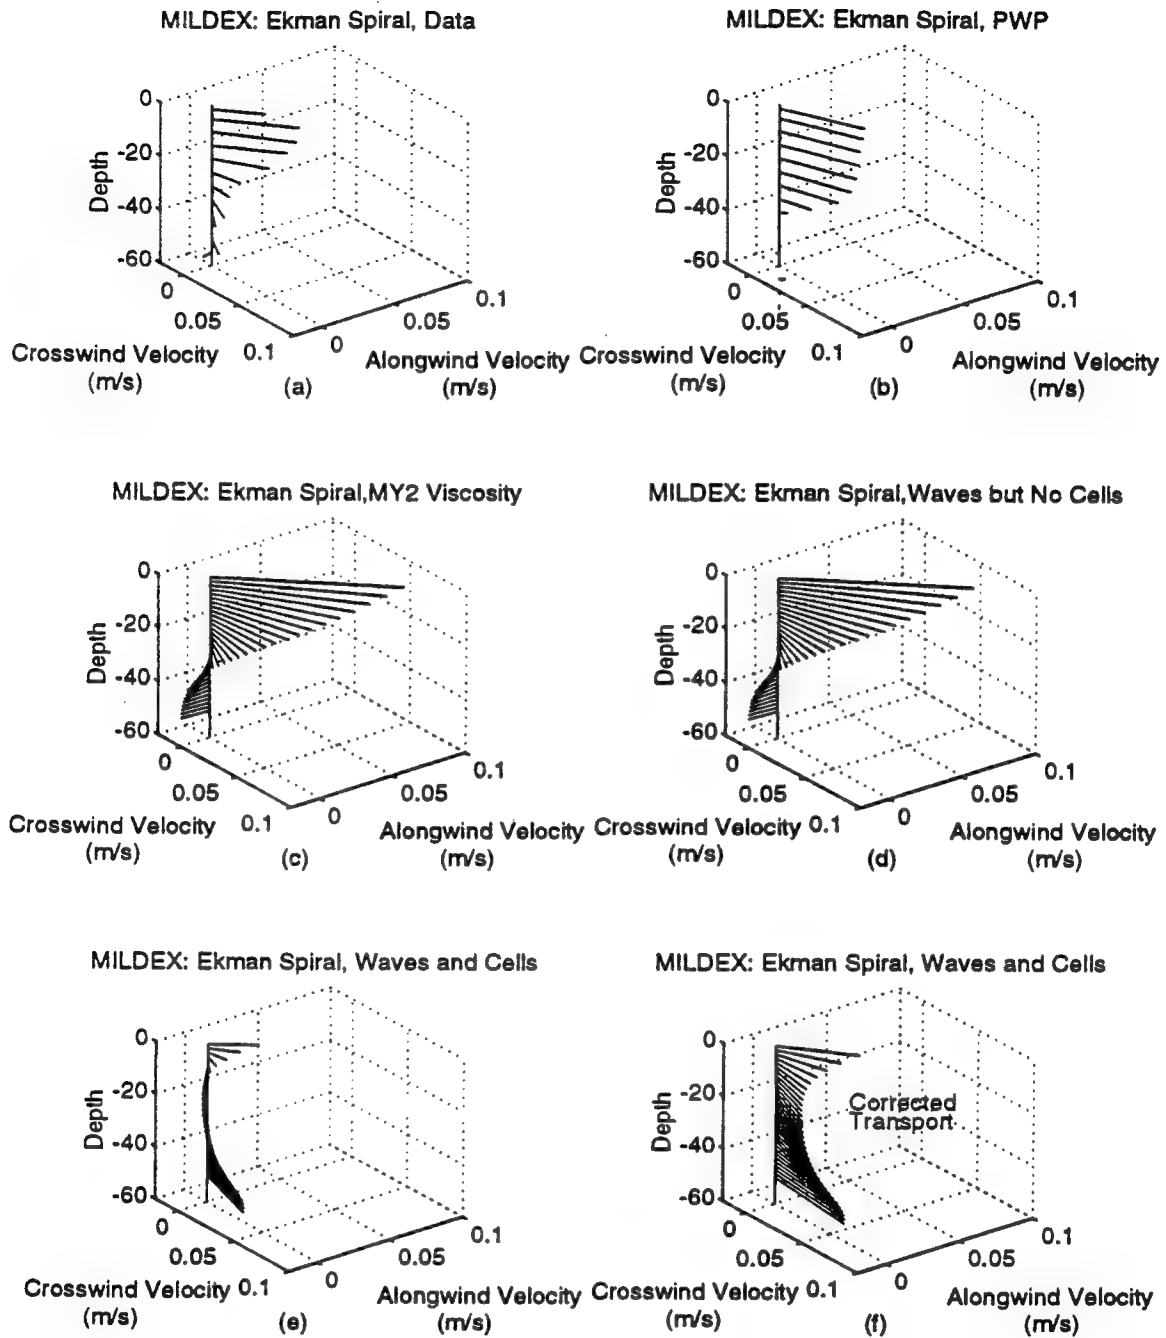 MILDEX: Ekman Spiral, Data
0
-20
-40
-60
Depth
0
0.05
0.1
0
0.05
0.1
Crosswind Velocity
(m/s)
Alongwind Velocity
(m/s)
(a)
MILDEX: Ekman Spiral, PWP
0
-20
-40
-60
Depth
0
0.05
0.1
0
0.05
0.1
Crosswind Velocity
(m/s)
Alongwind Velocity
(m/s)
(b)
MILDEX: Ekman Spiral,MY2 Viscosity
0
-20
-40
-60
Depth
0
0.05
0.1
0
0.05
0.1
Crosswind Velocity
(m/s)
Alongwind Velocity
(m/s)
(c)
MILDEX: Ekman Spiral,Waves but No Cells
0
-20
-40
-60
Depth
0
0.05
0.1
0
0.05
0.1
Crosswind Velocity
(m/s)
Alongwind Velocity
(m/s)
(d)
MILDEX: Ekman Spiral, Waves and Cells
0
-20
-40
-60
Depth
0
0.05
0.1
0
0.05
0.1
Crosswind Velocity
(m/s)
Alongwind Velocity
(m/s)
(e)
MILDEX: Ekman Spiral, Waves and Cells
0
-20
-40
-60
Depth
Corrected
Transport
0
0.05
0.1
0
0.05
0.1
Crosswind Velocity
(m/s)
Alongwind Velocity
(m/s)
(f)